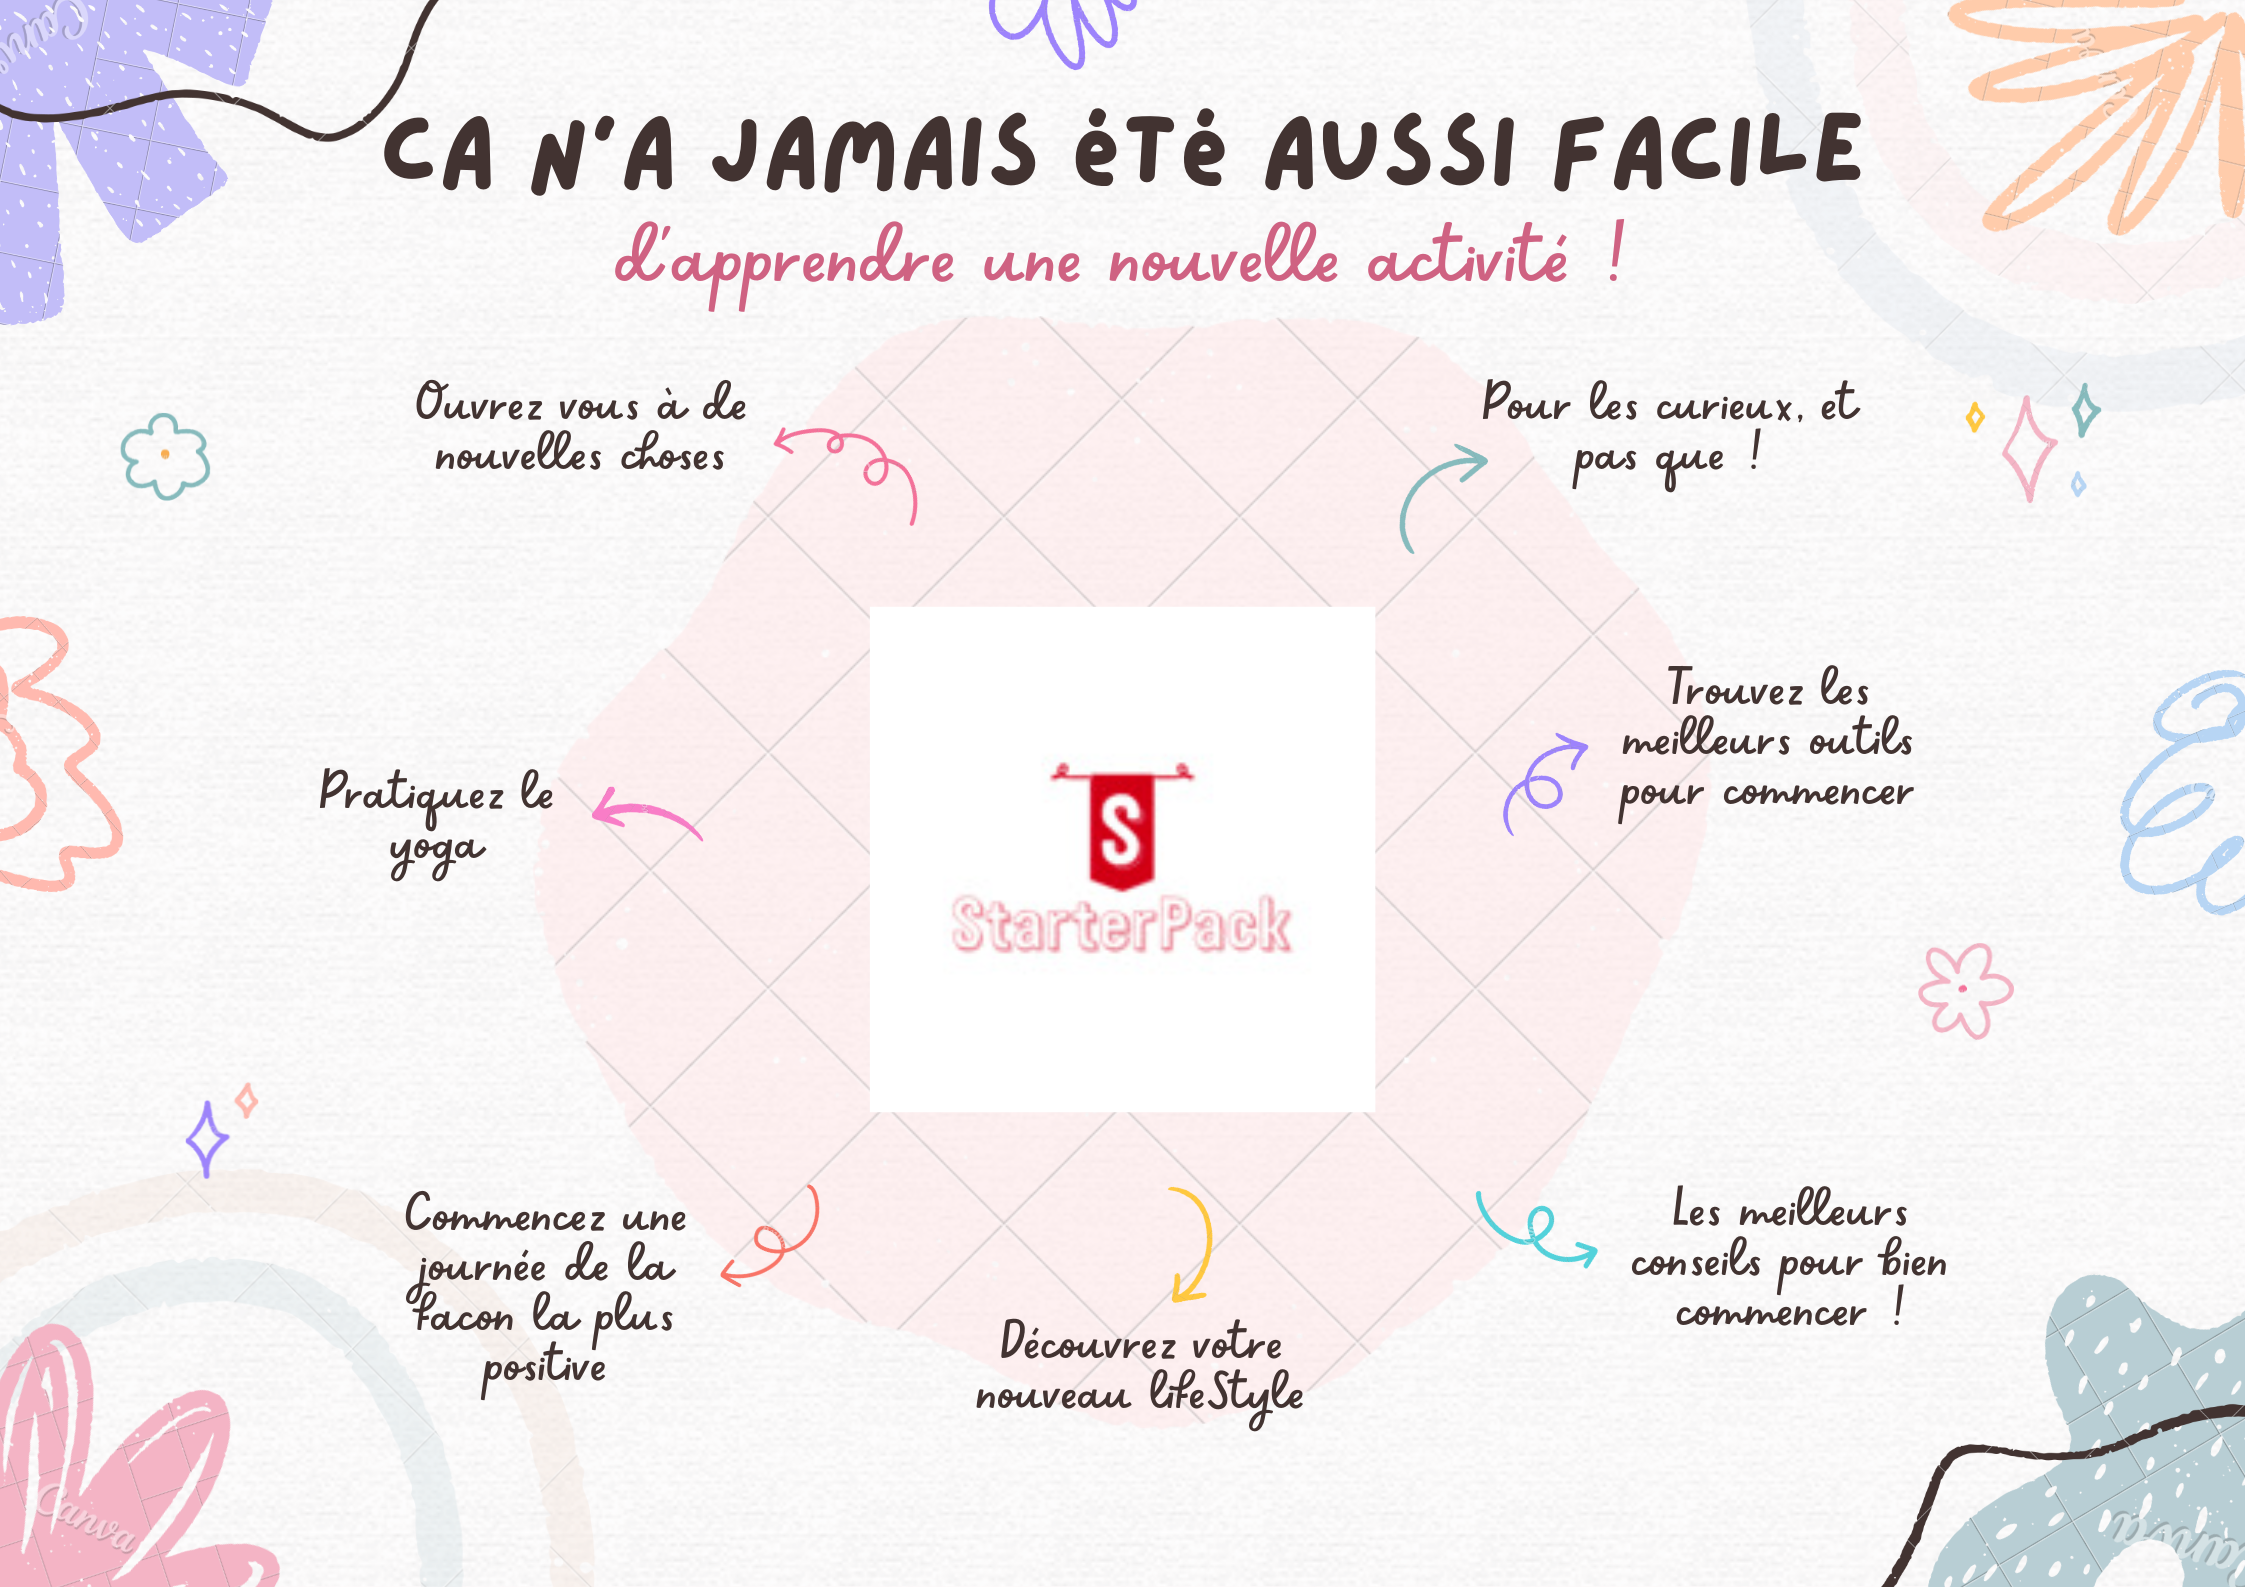 CA N'A JAMAIS éTé AUSSI FACILE
d'apprendre une nouvelle activité !
Ouvrez vous à de
nouvelles choses
Pour les curieux, et
pas que !
Trouvez les
meilleurs outils
pour commencer
Pratiquez le
yoga
S
StarterPack
Commencez une
journée de la
facon la plus
positive
Découvrez votre
nouveau lifeStyle
Les meilleurs
conseils pour bien
commencer !
Canva